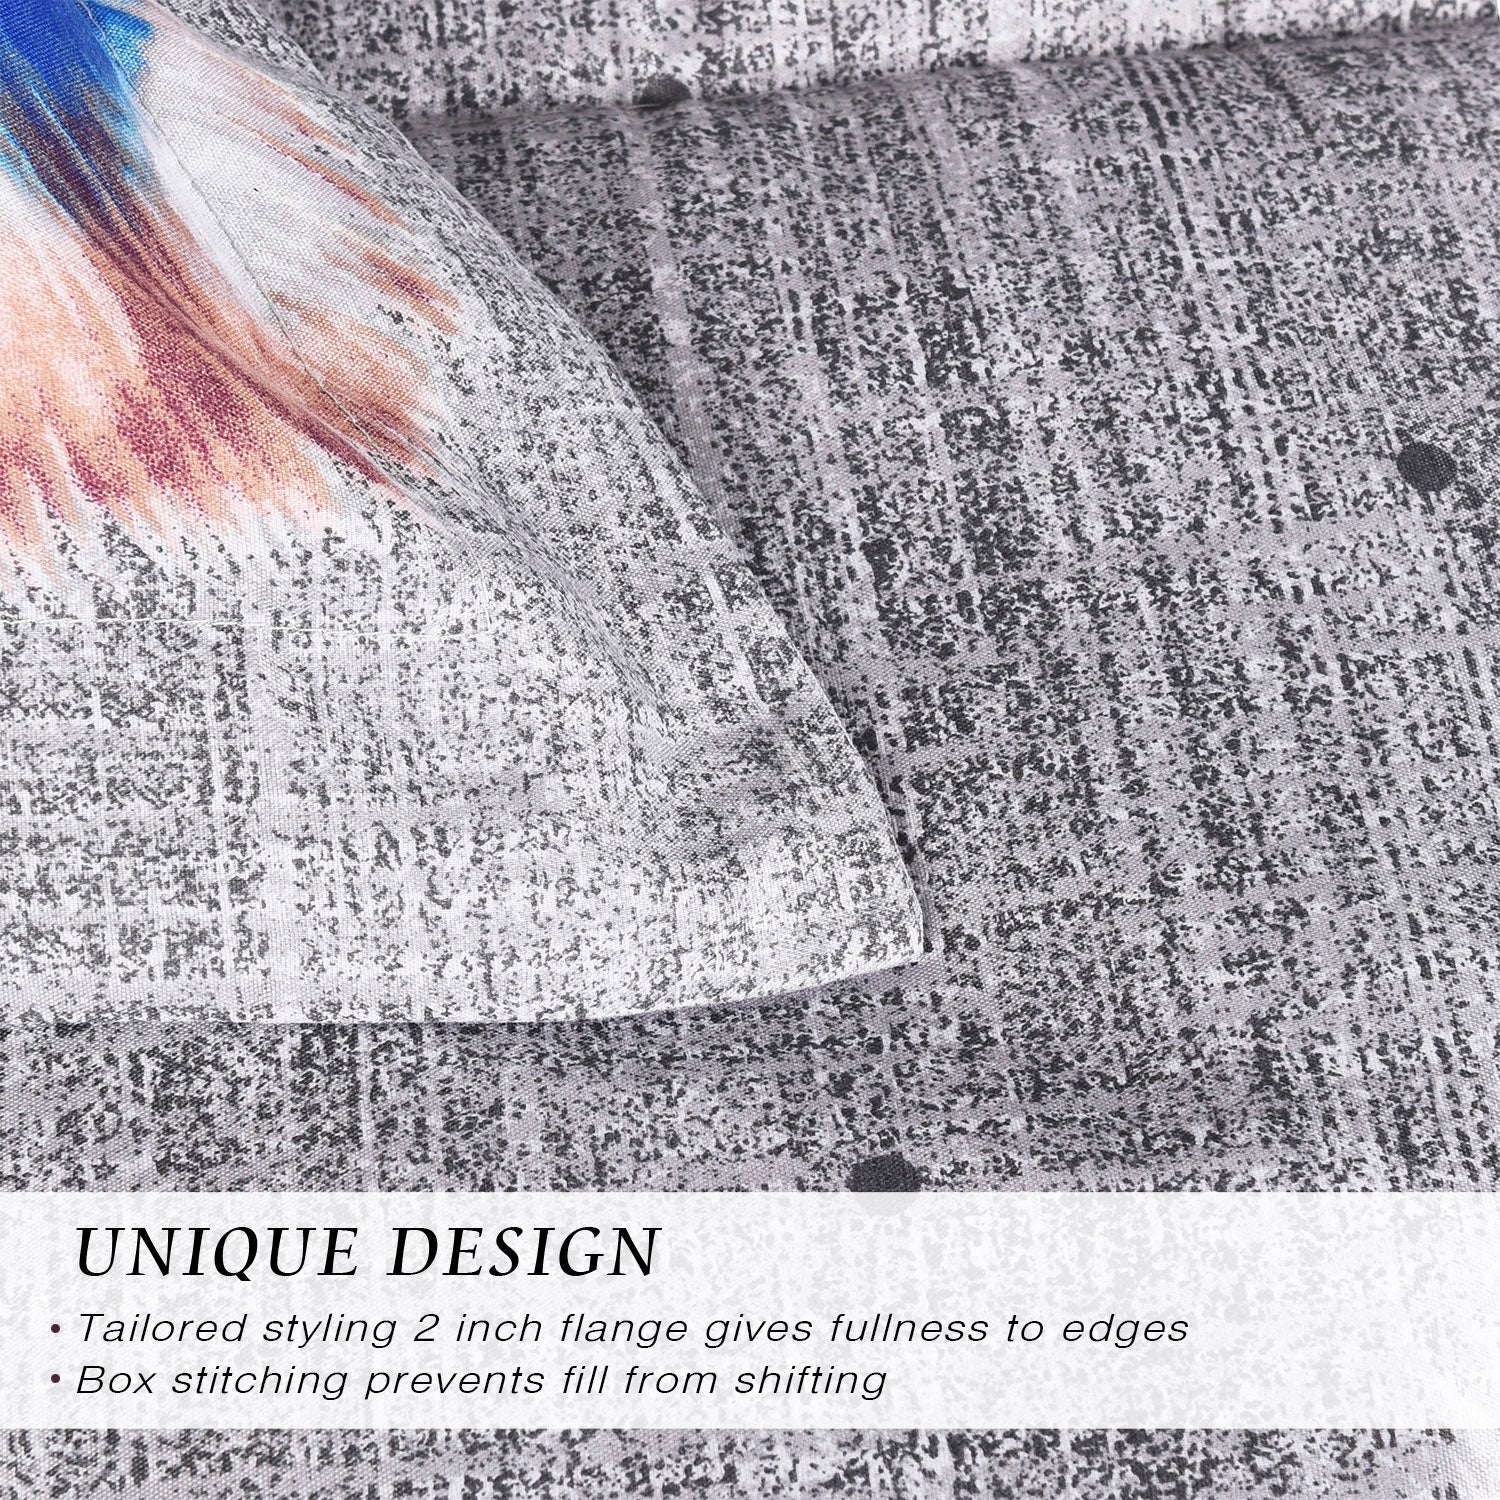 UNIQUE DESIGN
• Tailored styling 2 inch flange gives fullness to edges
• Box stitching prevents fill from shifting